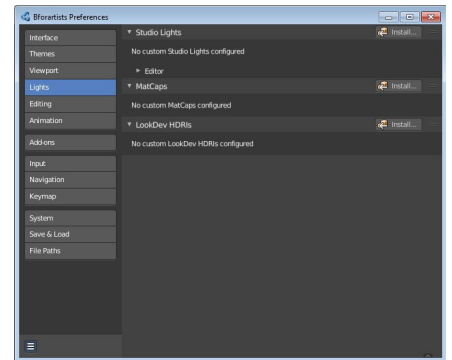 Bforartists Preferences
Interface
Themes
Viewport
Lights
Editing
Animation
Add-ons
Input
Navigation
Keymap
System
Save & Load
File Paths
Studio Lights
Install...
No custom Studio Lights configured
Editor
MatCaps
Install...
No custom MatCaps configured
LookDev HDRIs
Install...
No custom LookDev HDRIs configured